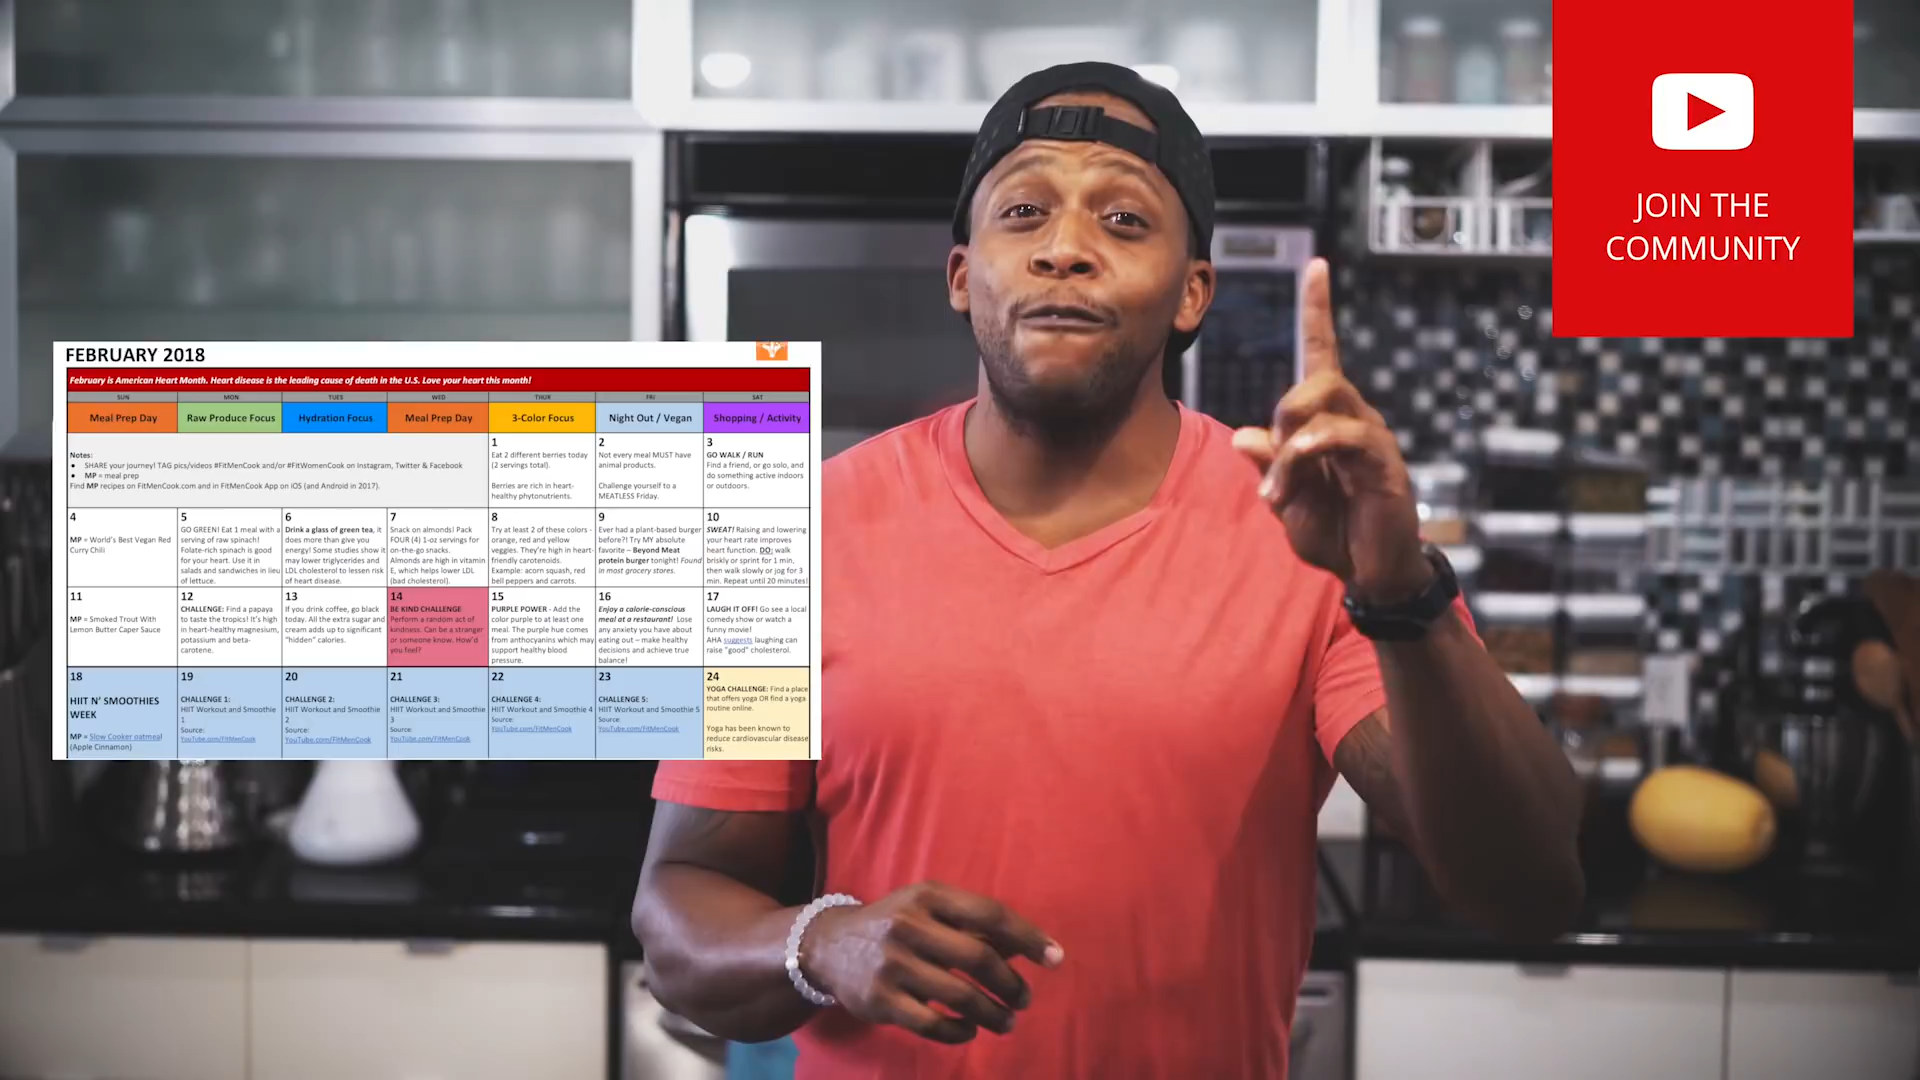 JOIN THE
COMMUNITY
FEBRUARY 2018
February is American Heart Month. Heart disease is the leading cause of death in the U.S. Love your heart this month!
SUN MON TUES WED THUR FRI SAT
Meal Prep Day Raw Produce Focus Hydration Focus Meal Prep Day 3-Color Focus Night Out / Vegan Shopping / Activity
Notes:
• SHARE your journey! TAG pics/videos #FitMenCook and/or #FitWomenCook on Instagram, Twitter & Facebook
• MP = meal prep
Find MP recipes on FitMenCook.com and in FitMenCook App on iOS (and Android in 2017).
1
Eat 2 different berries today
(2 servings total).
Berries are rich in heart-
healthy phytonutrients.
2
Not every meal MUST have
animal products.
Challenge yourself to a
MEATLESS Friday.
3
GO WALK / RUN
Find a friend, or go solo, and
do something active indoors
or outdoors.
4
MP = World's Best Vegan Red
Curry Chili
5
GO GREEN! Eat 1 meal with a
serving of raw spinach!
Folate-rich spinach is good
for your heart. Use it in
salads and sandwiches in lieu
of lettuce.
6
Drink a glass of green tea, it
does more than give you
energy! Some studies show it
may lower triglycerides and
LDL cholesterol to lessen risk
of heart disease.
7
Snack on almonds! Pack
FOUR (4) 1-oz servings for
on-the-go snacks.
Almonds are high in vitamin
E, which helps lower LDL
(bad cholesterol).
8
Try at least 2 of these colors -
orange, red and yellow
veggies. They're high in heart-
friendly carotenoids.
Example: acorn squash, red
bell peppers and carrots.
9
Ever had a plant-based burger
before?! Try MY absolute
favorite – Beyond Meat
protein burger tonight! Found
in most grocery stores.
10
SWEAT! Raising and lowering
your heart rate improves
heart function. DO: walk
briskly or sprint for 1 min,
then walk slowly or jog for 3
min. Repeat until 20 minutes!
11
MP = Smoked Trout With
Lemon Butter Caper Sauce
12
CHALLENGE: Find a papaya
to taste the tropics! It's high
in heart-healthy magnesium,
potassium and beta-
carotene.
13
If you drink coffee, go black
today. All the extra sugar and
cream adds up to significant
"hidden" calories.
14
BE KIND CHALLENGE
Perform a random act of
kindness. Can be a stranger
or someone know. How'd
you feel?
15
PURPLE POWER - Add the
color purple to at least one
meal. The purple hue comes
from anthocyanins which may
support healthy blood
pressure.
16
Enjoy a calorie-conscious
meal at a restaurant! Lose
any anxiety you have about
eating out – make healthy
decisions and achieve true
balance!
17
LAUGH IT OFF! Go see a local
comedy show or watch a
funny movie!
AHA suggests laughing can
raise "good" cholesterol.
18
HIIT N' SMOOTHIES
WEEK
MP = Slow Cooker oatmeal
(Apple Cinnamon)
19
CHALLENGE 1:
HIIT Workout and Smoothie
1
Source:
YouTube.com/FitMenCook
20
CHALLENGE 2:
HIIT Workout and Smoothie
2
Source:
YouTube.com/FitMenCook
21
CHALLENGE 3:
HIIT Workout and Smoothie
3
Source:
YouTube.com/FitMenCook
22
CHALLENGE 4:
HIIT Workout and Smoothie 4
Source:
YouTube.com/FitMenCook
23
CHALLENGE 5:
HIIT Workout and Smoothie 5
Source:
YouTube.com/FitMenCook
24
YOGA CHALLENGE: Find a place
that offers yoga OR find a yoga
routine online.
Yoga has been known to
reduce cardiovascular disease
risks.